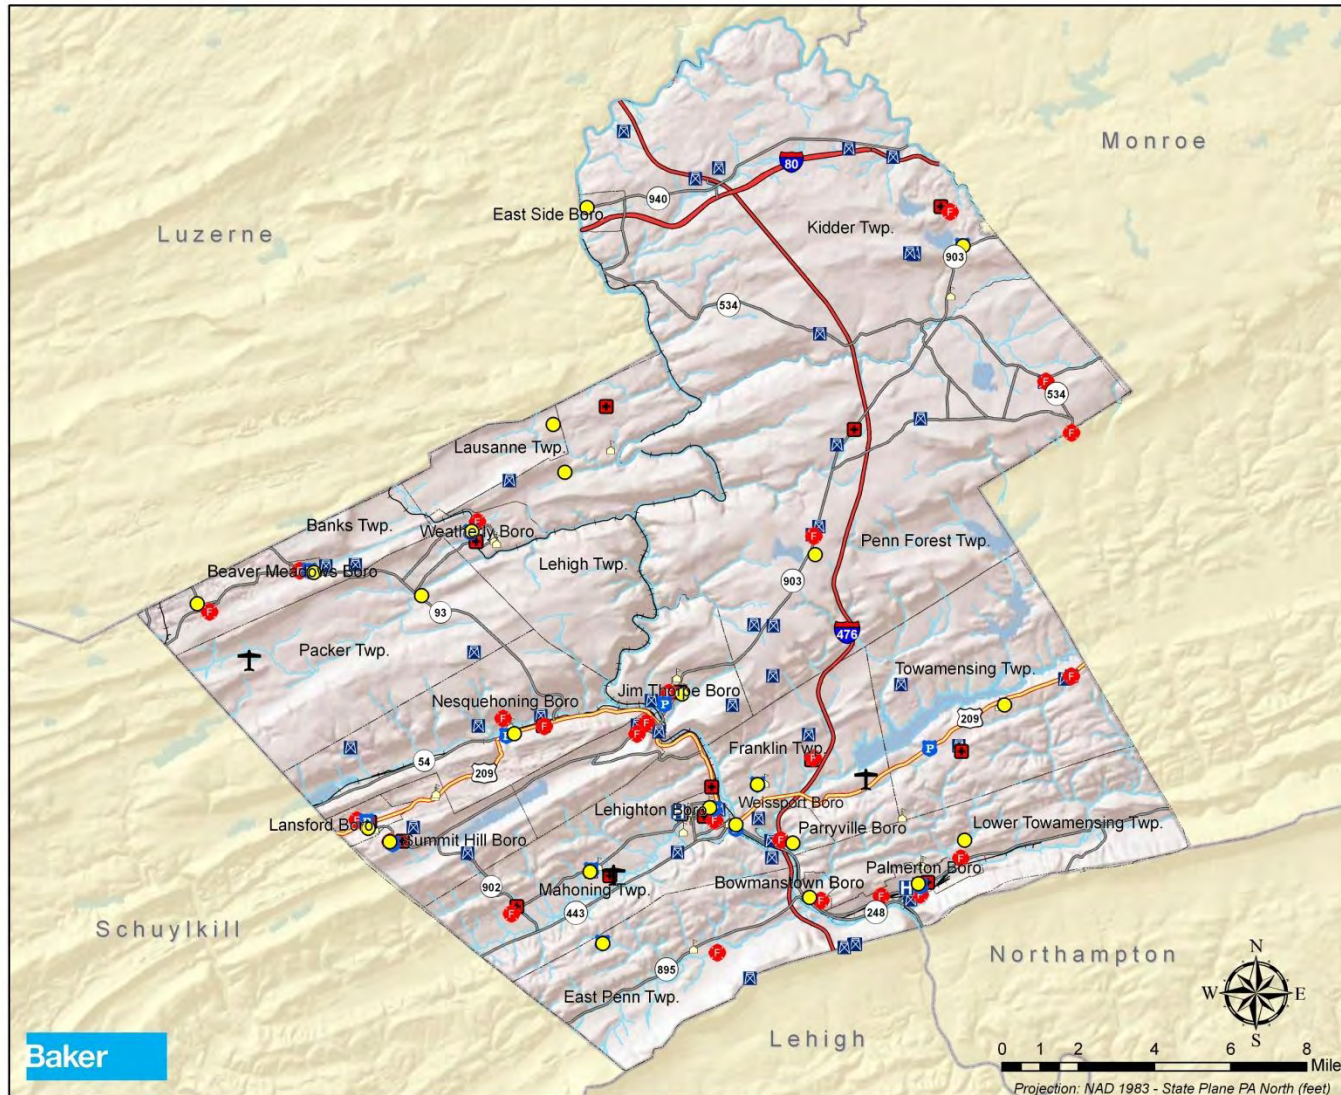 Monroe
80
940
East Side Boro
Luzerne
Kidder Twp.
903
534
534
Lausanne Twp.
Banks Twp.
Weatherly Boro
Penn Forest Twp.
Lehigh Twp.
Beaver Meadows Boro
903
93
476
Packer Twp.
Towamensing Twp.
Jim Thorpe Boro
Nesquehoning Boro
P
209
Franklin Twp.
P
54
209
Lehighton Boro
Weissport Boro
Lansford Boro
Summit Hill Boro
Parryville Boro
Lower Towamensing Twp.
Palmerton Boro
902
Mahoning Twp.
Bowmanstown Boro
H
443
248
Schuylkill
Northampton
895
East Penn Twp.
Lehigh
N
W E
S
Baker
0 1 2 4 6 8
Mile
Projection: NAD 1983 - State Plane PA North (feet)